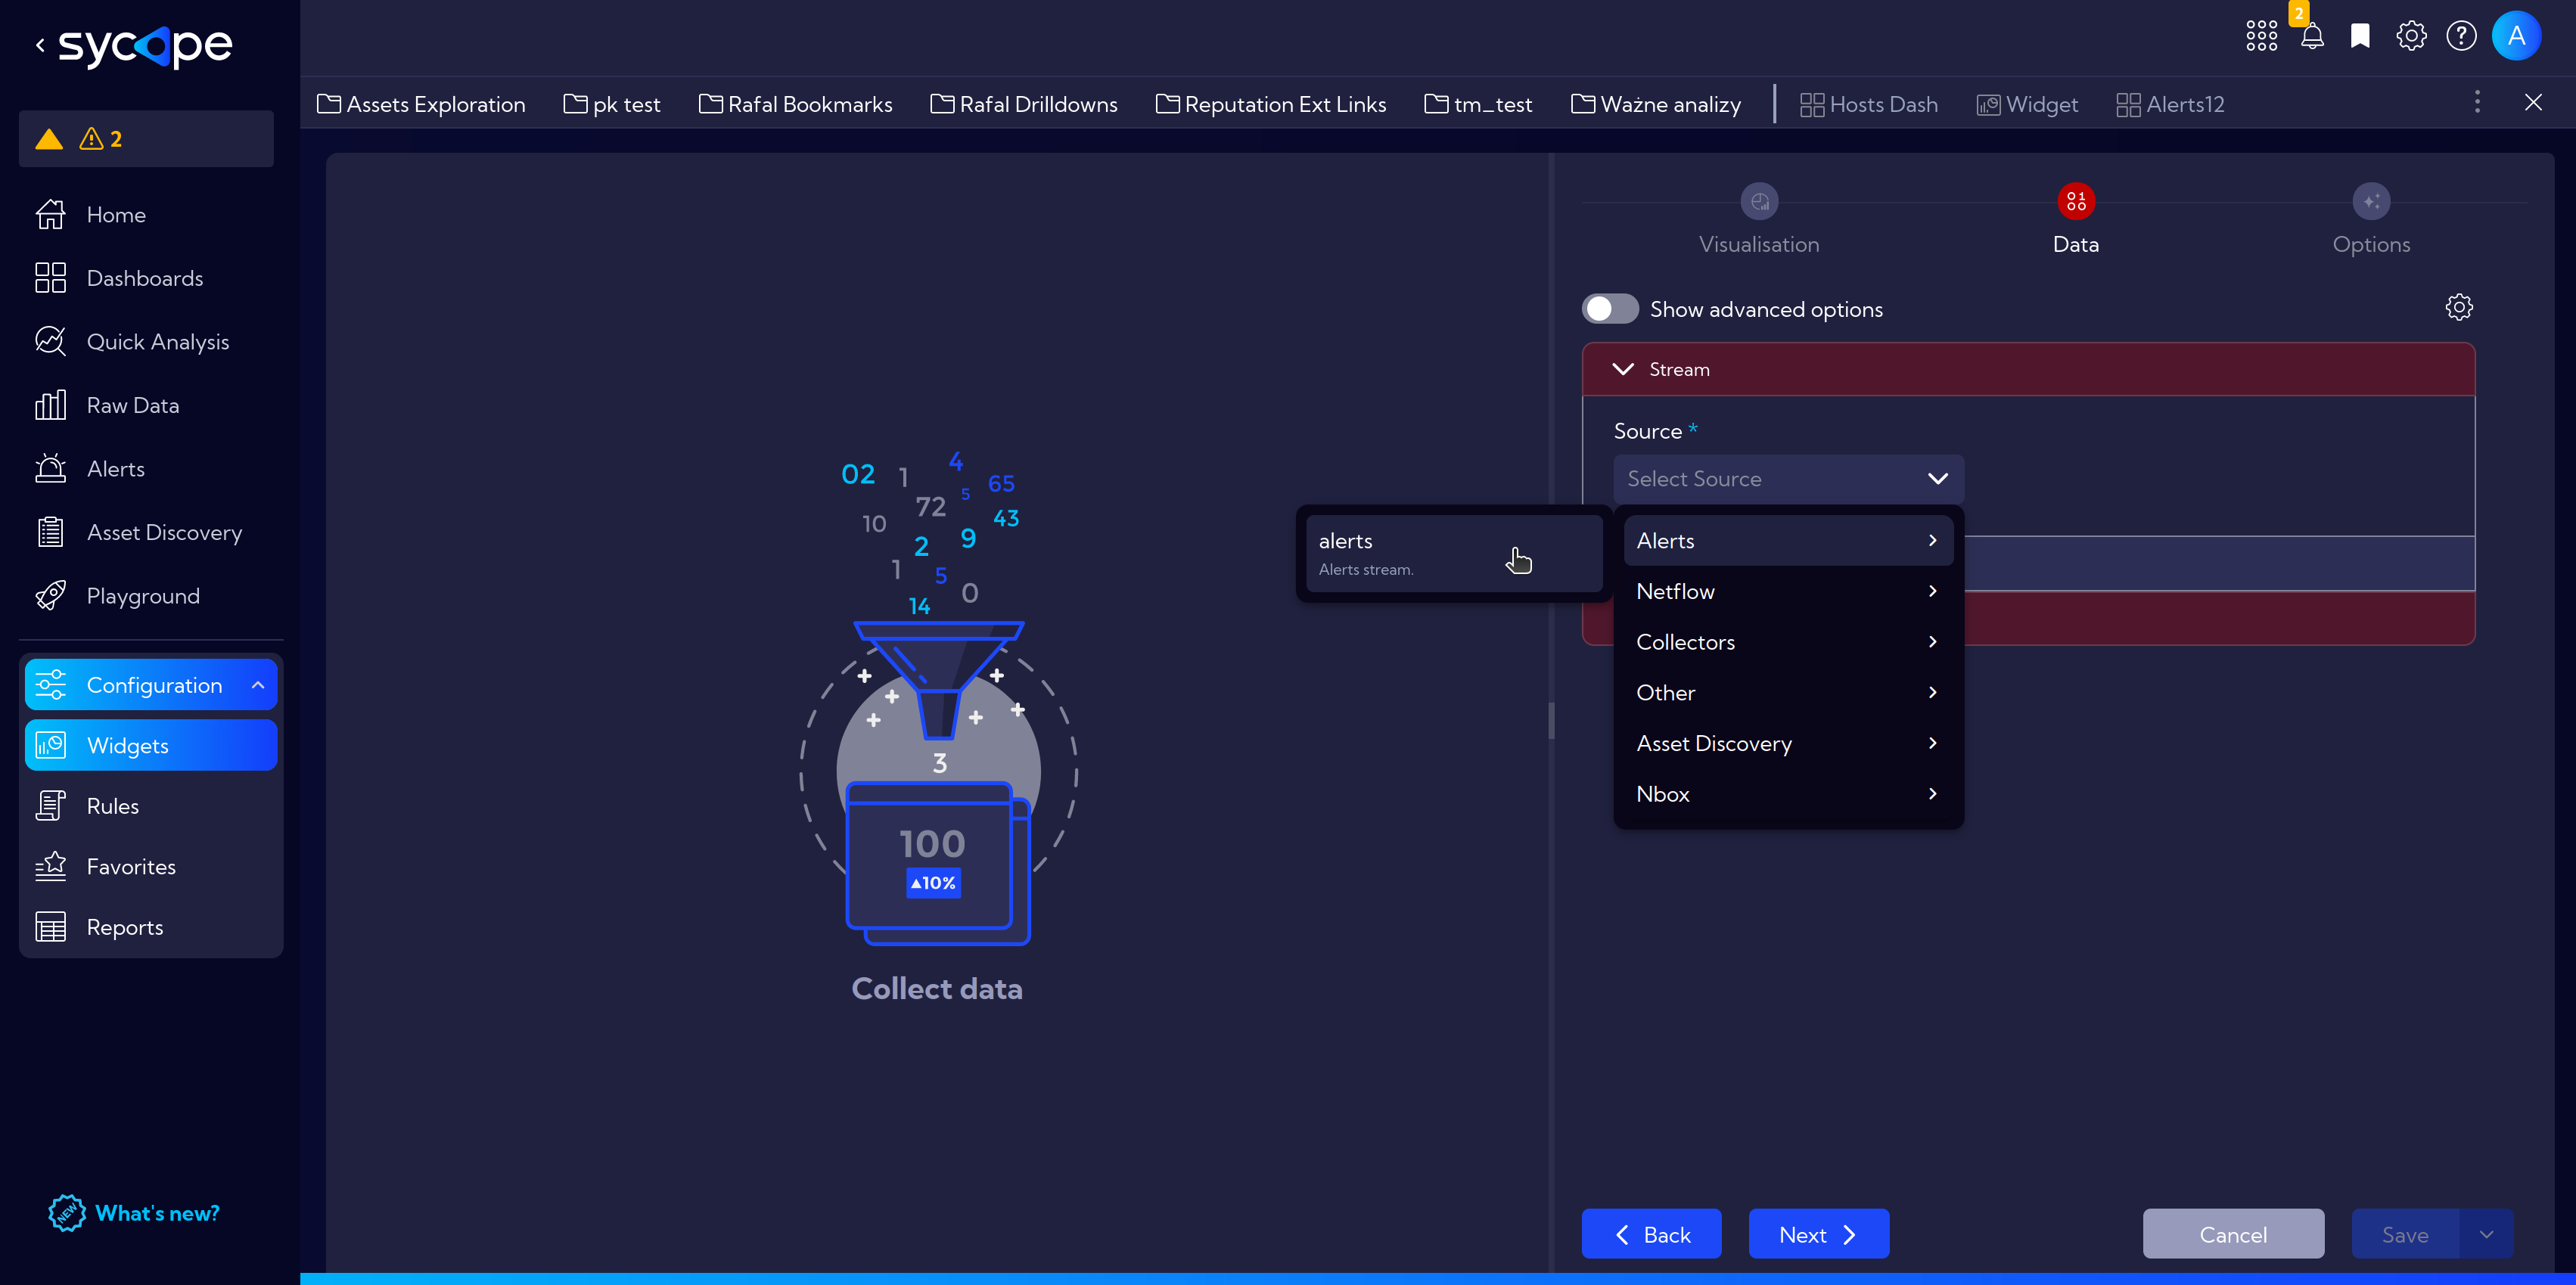 sycope
2
A
Assets Exploration
pk test
Rafal Bookmarks
Rafal Drilldowns
Reputation Ext Links
tm_test
Ważne analizy
Hosts Dash
Widget
Alerts12
2
Home
Dashboards
Quick Analysis
Raw Data
Alerts
Asset Discovery
Playground
Configuration
Widgets
Rules
Favorites
Reports
NEW
What's new?
02
1
4
65
5
72
10
43
9
2
1
5
0
14
3
100
▲10%
Collect data
Visualisation
Data
Options
Show advanced options
Stream
Source *
Select Source
alerts
Alerts stream.
Alerts
Netflow
Collectors
Other
Asset Discovery
Nbox
Back
Next
Cancel
Save